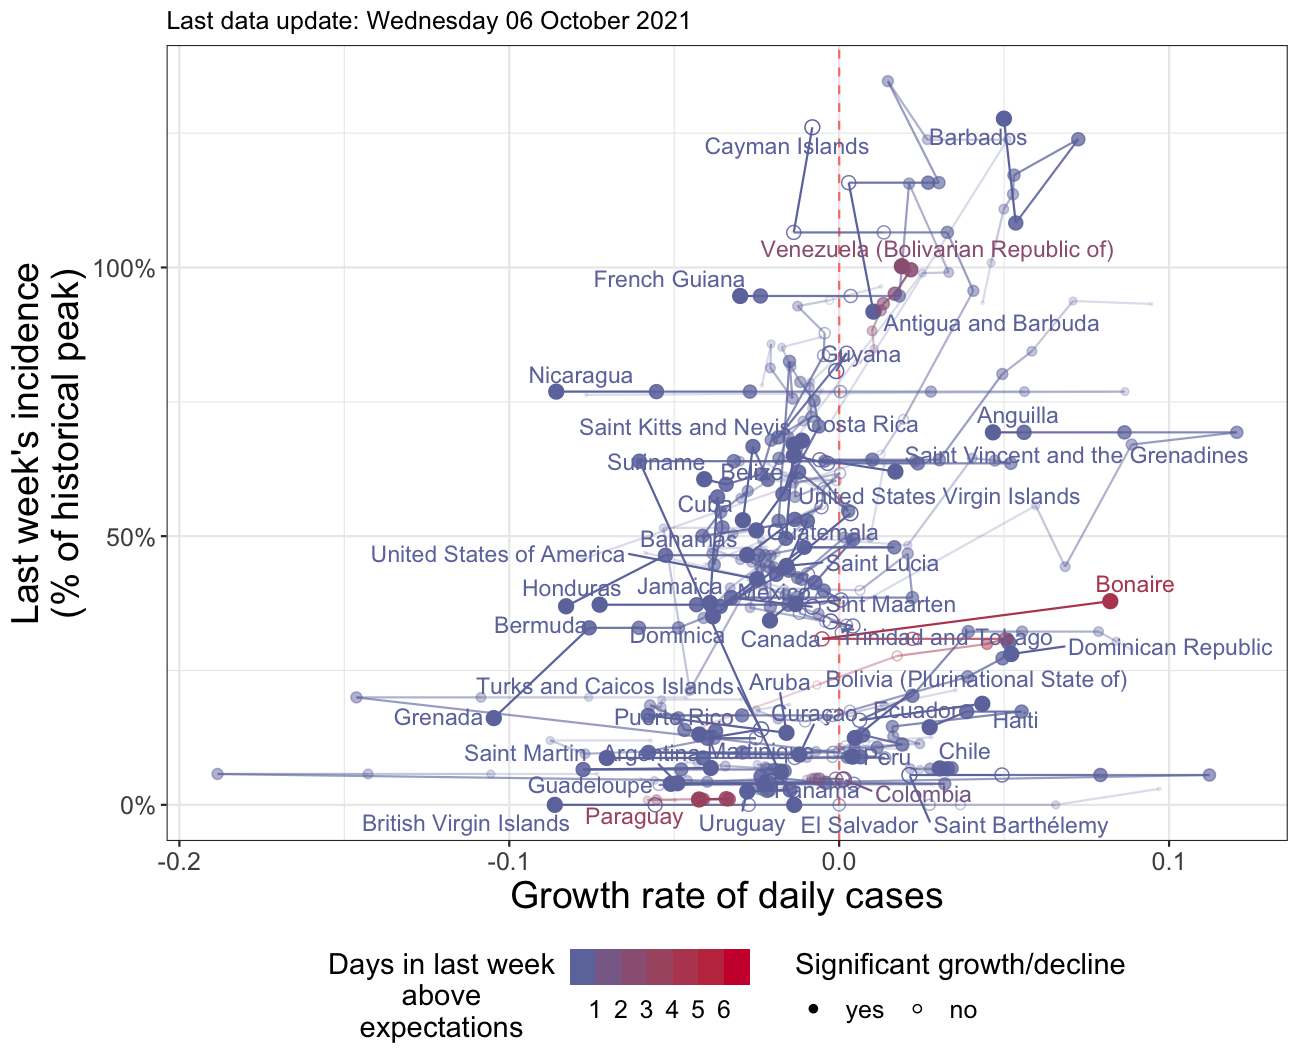 Last data update: Wednesday 06 October 2021
Last week's incidence
(% of historical peak)
100%
50%
0%
Barbados
Cayman Islands
Venezuela (Bolivarian Republic of)
French Guiana
Antigua and Barbuda
Guyana
Nicaragua
Anguilla
Saint Kitts and Nevis
Costa Rica
Suriname
Saint Vincent and the Grenadines
Belize
Cuba
United States Virgin Islands
Bahamas
Guatemala
United States of America
Saint Lucia
Honduras
Jamaica
Mexico
Bonaire
Sint Maarten
Bermuda
Dominica
Canada
Trinidad and Tobago
Dominican Republic
Turks and Caicos Islands
Aruba
Bolivia (Plurinational State of)
Grenada
Puerto Rico
Curaçao
Ecuador
Haiti
Saint Martin
Argentina
Martinique
Peru
Chile
Guadeloupe
Panama
Colombia
British Virgin Islands
Paraguay
Uruguay
El Salvador
Saint Barthélemy
-0.2
-0.1
0.0
0.1
Growth rate of daily cases
Days in last week
above
expectations
1 2 3 4 5 6
Significant growth/decline
yes
no